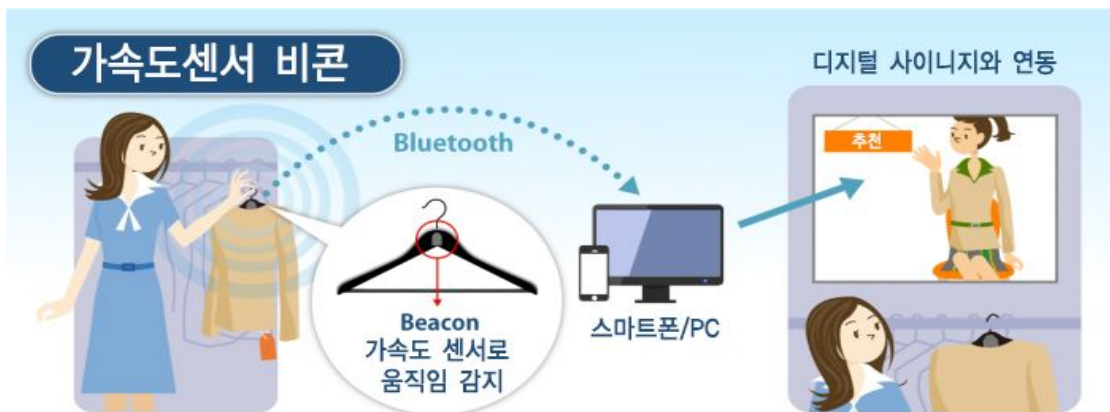 가속도센서 비콘
디지털 사이니지와 연동
추천
Bluetooth
Beacon
가속도 센서로
움직임 감지
스마트폰/PC